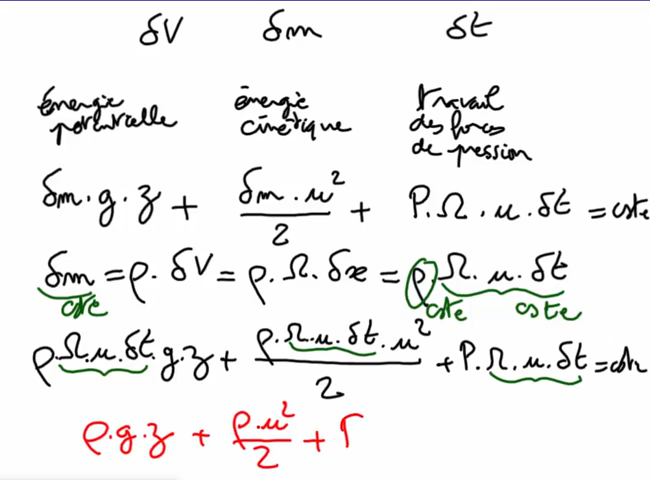 δV δm δt
énergie potentielle énergie cinétique travail des forces de pression
δm.g.z + δm.u²/2 + P.Ω.u.δt = cste
δm = ρ.δV = ρ.Ω.δx = ρ.Ω.u.δt
cste cste cste
ρ.Ω.u.δt.g.z + ρ.Ω.u.δt.u²/2 + P.Ω.u.δt = cste
ρ.g.z + ρ.u²/2 +